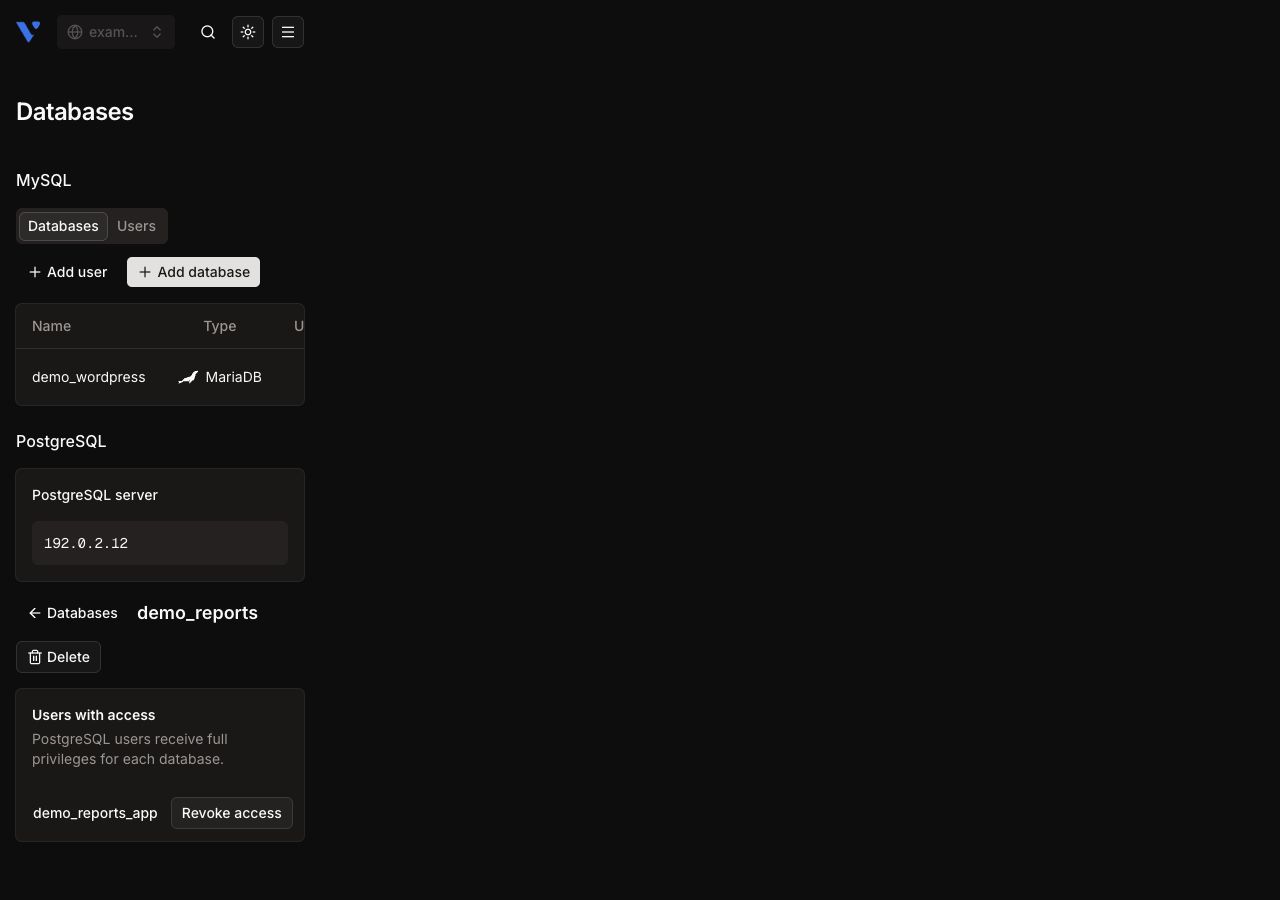 exam...
Databases
MySQL
Databases Users
Add user Add database
Name Type U
demo_wordpress MariaDB
PostgreSQL
PostgreSQL server
192.0.2.12
Databases demo_reports
Delete
Users with access
PostgreSQL users receive full
privileges for each database.
demo_reports_app Revoke access